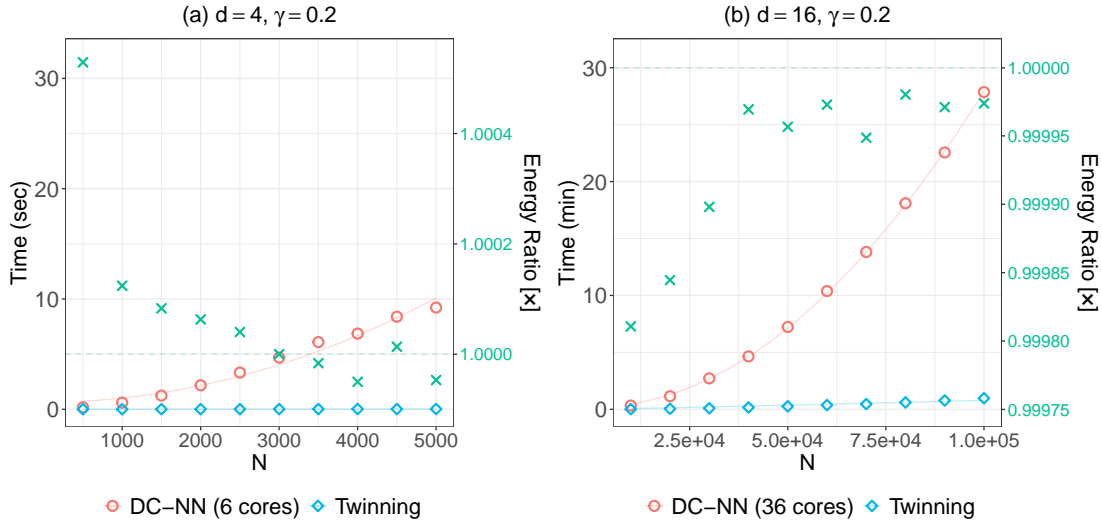 (a) d = 4, γ = 0.2
Time (sec)
30
20
10
0
1.0004
1.0002
1.0000
Energy Ratio [×]
1000 2000 3000 4000 5000
N
DC−NN (6 cores) Twinning
(b) d = 16, γ = 0.2
Time (min)
30
20
10
0
1.00000
0.99995
0.99990
0.99985
0.99980
0.99975
Energy Ratio [×]
2.5e+04 5.0e+04 7.5e+04 1.0e+05
N
DC−NN (36 cores) Twinning